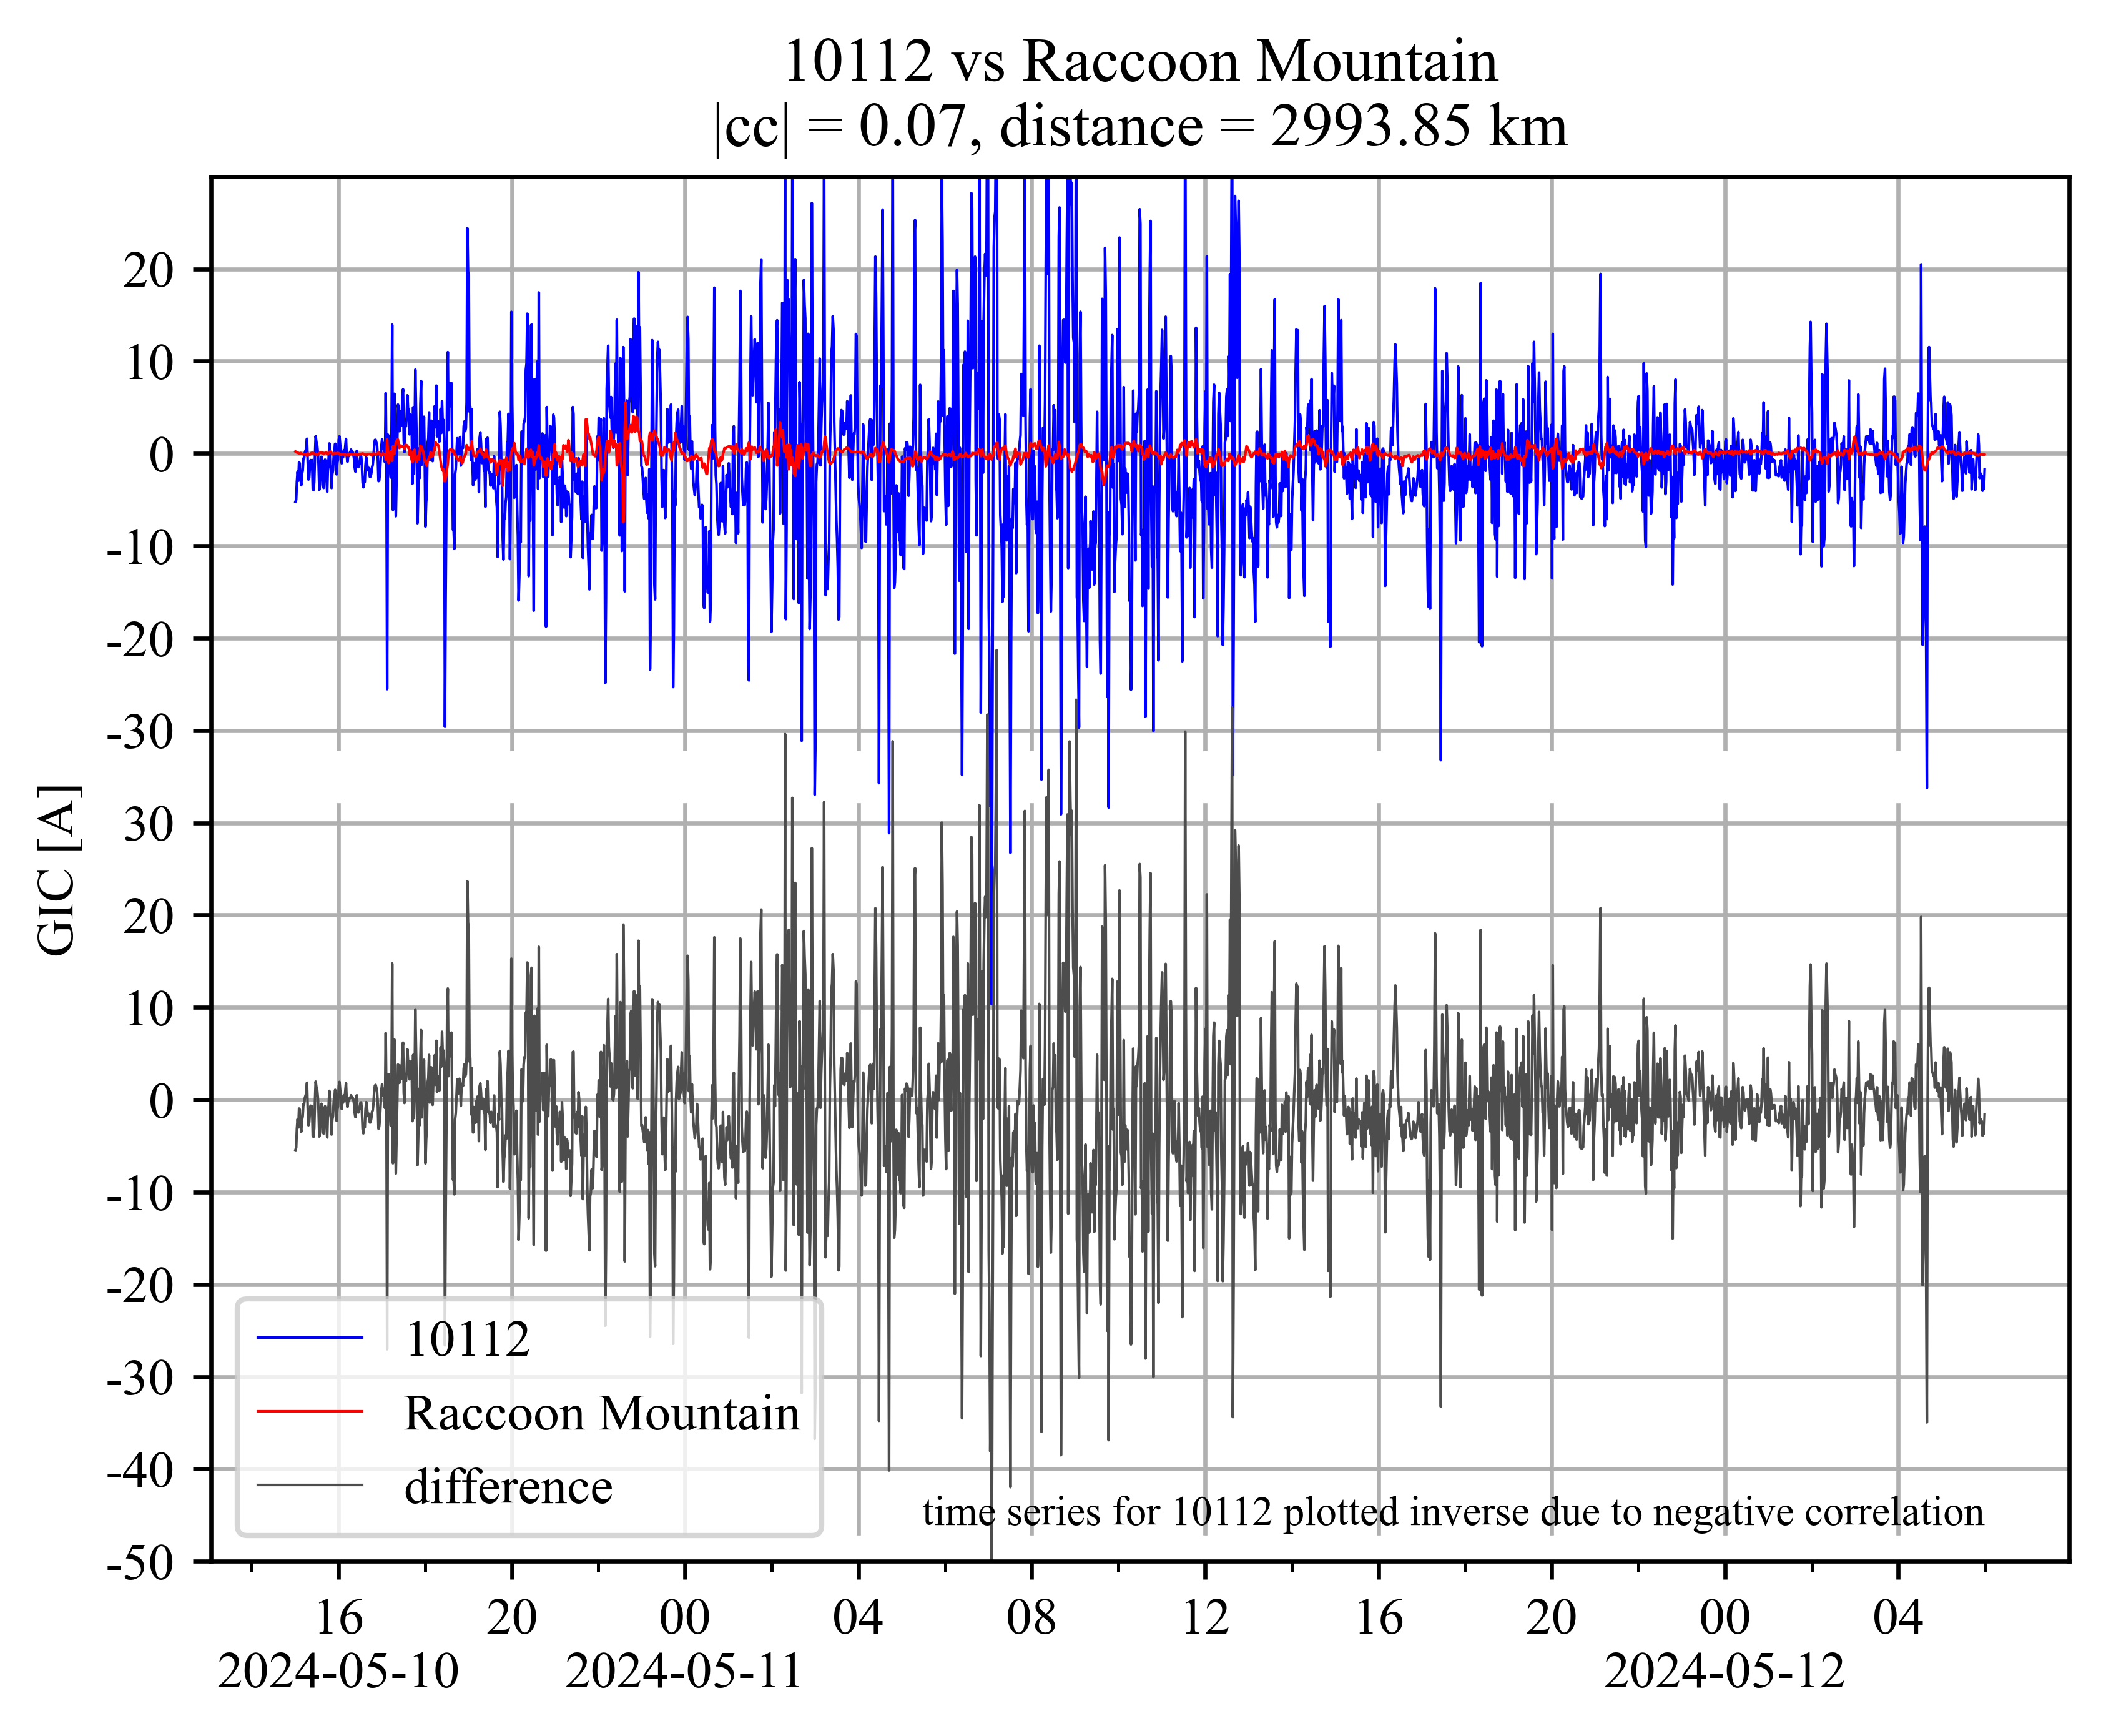 10112 vs Raccoon Mountain
|cc| = 0.07, distance = 2993.85 km
GIC [A]
20
10
0
-10
-20
-30
30
20
10
0
-10
-20
-30
-40
-50
10112
Raccoon Mountain
difference
time series for 10112 plotted inverse due to negative correlation
16 20 00 04 08 12 16 20 00 04
2024-05-10 2024-05-11 2024-05-12